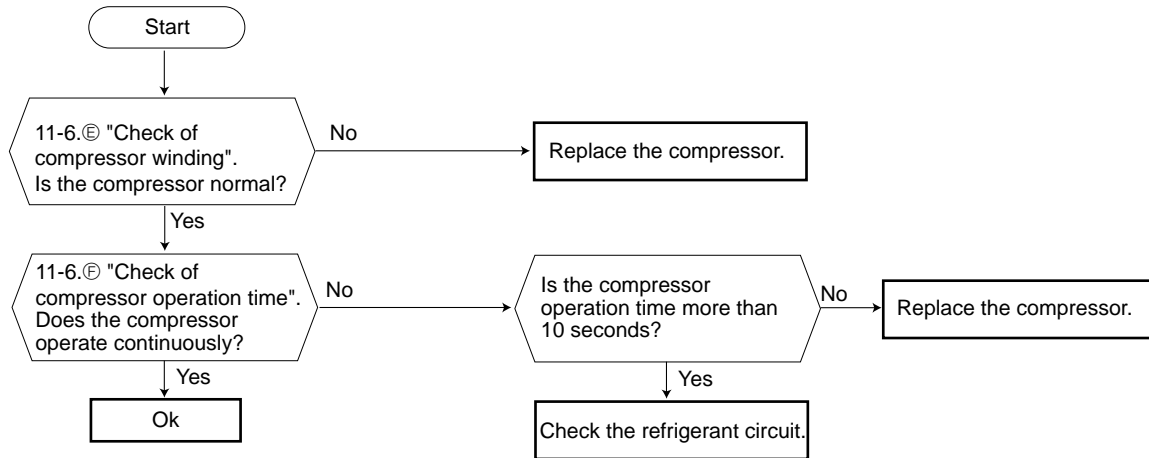 Start
11-6.Ⓔ "Check of
compressor winding".
Is the compressor normal?
No
Replace the compressor.
Yes
11-6.Ⓕ "Check of
compressor operation time".
Does the compressor
operate continuously?
No
Is the compressor
operation time more than
10 seconds?
No
Replace the compressor.
Yes
Ok
Yes
Check the refrigerant circuit.